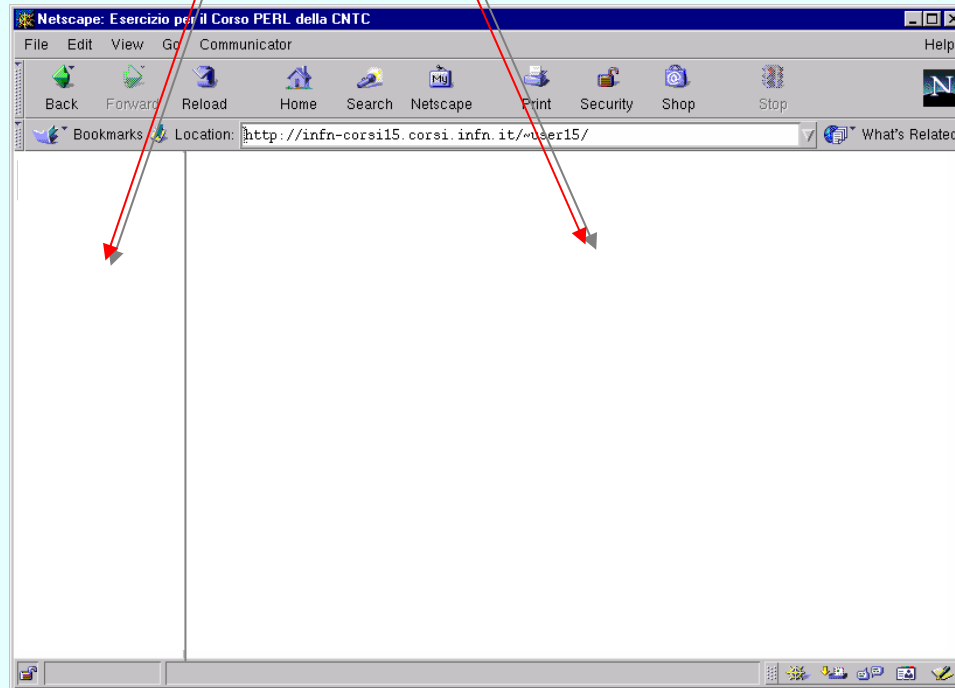 Netscape: Esercizio per il Corso PERL della CNTC
File Edit View Go Communicator Help
Back Forward Reload Home Search Netscape Print Security Shop Stop
Bookmarks Location: http://infn-corsi15.corsi.infn.it/~user15/ What's Related